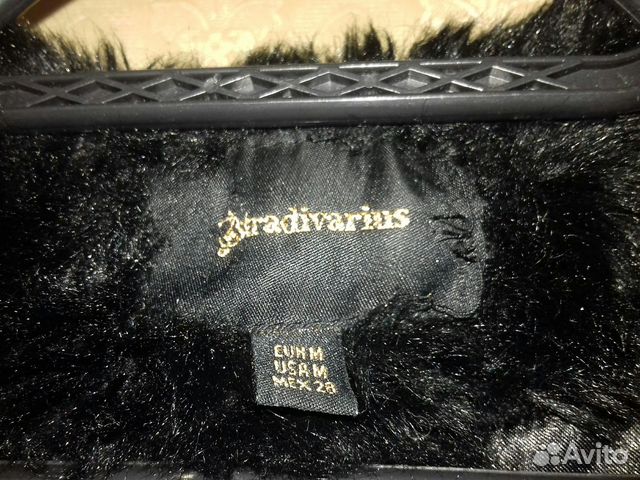 Stradivarius
EUR M
USA M
MEX 28
Avito